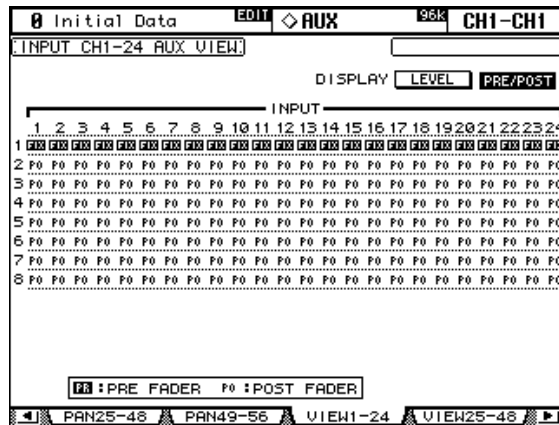 0 Initial Data EDIT ◇AUX 96K CH1-CH1
INPUT CH1-24 AUX VIEW
DISPLAY LEVEL PRE/POST
INPUT
1 2 3 4 5 6 7 8 9 10 11 12 13 14 15 16 17 18 19 20 21 22 23 24
1 FIX FIX FIX FIX FIX FIX FIX FIX FIX FIX FIX FIX FIX FIX FIX FIX FIX FIX FIX FIX FIX FIX FIX FIX
2 PO PO PO PO PO PO PO PO PO PO PO PO PO PO PO PO PO PO PO PO PO PO PO PO
3 PO PO PO PO PO PO PO PO PO PO PO PO PO PO PO PO PO PO PO PO PO PO PO PO
4 PO PO PO PO PO PO PO PO PO PO PO PO PO PO PO PO PO PO PO PO PO PO PO PO
5 PO PO PO PO PO PO PO PO PO PO PO PO PO PO PO PO PO PO PO PO PO PO PO PO
6 PO PO PO PO PO PO PO PO PO PO PO PO PO PO PO PO PO PO PO PO PO PO PO PO
7 PO PO PO PO PO PO PO PO PO PO PO PO PO PO PO PO PO PO PO PO PO PO PO PO
8 PO PO PO PO PO PO PO PO PO PO PO PO PO PO PO PO PO PO PO PO PO PO PO PO
PR :PRE FADER PO :POST FADER
PAN25-48 PAN49-56 VIEW1-24 VIEW25-48